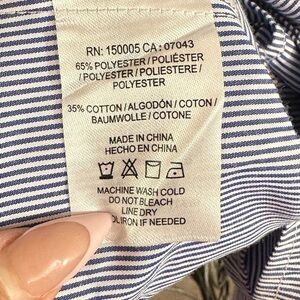 RN: 150005 CA: 07043
65% POLYESTER / POLIÉSTER
/ POLYESTER / POLIESTERE /
POLYESTER
35% COTTON / ALGODÓN / COTON /
BAUMWOLLE / COTONE
MADE IN CHINA
HECHO EN CHINA
MACHINE WASH COLD
DO NOT BLEACH
LINE DRY
IRON IF NEEDED